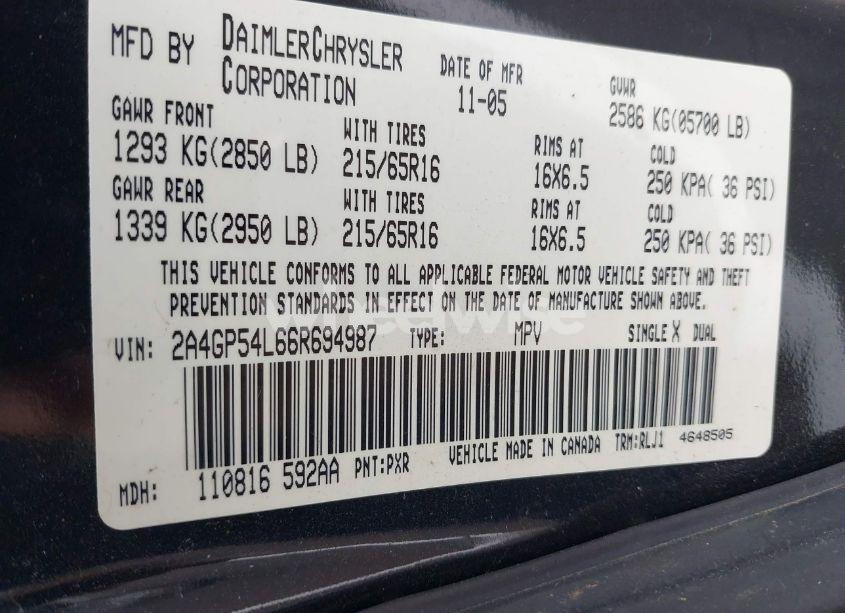 MFD BY DAIMLERCHRYSLER CORPORATION DATE OF MFR 11-05 GVWR 2586 KG(05700 LB)
GAWR FRONT WITH TIRES RIMS AT COLD
1293 KG(2850 LB) 215/65R16 16X6.5 250 KPA( 36 PSI)
GAWR REAR WITH TIRES RIMS AT COLD
1339 KG(2950 LB) 215/65R16 16X6.5 250 KPA( 36 PSI)
THIS VEHICLE CONFORMS TO ALL APPLICABLE FEDERAL MOTOR VEHICLE SAFETY AND THEFT
PREVENTION STANDARDS IN EFFECT ON THE DATE OF MANUFACTURE SHOWN ABOVE.
VIN: 2A4GP54L66R694987 TYPE: MPV SINGLE X DUAL
MDH: 110816 592AA PNT:PXR VEHICLE MADE IN CANADA TRM:RLJ1 4648505